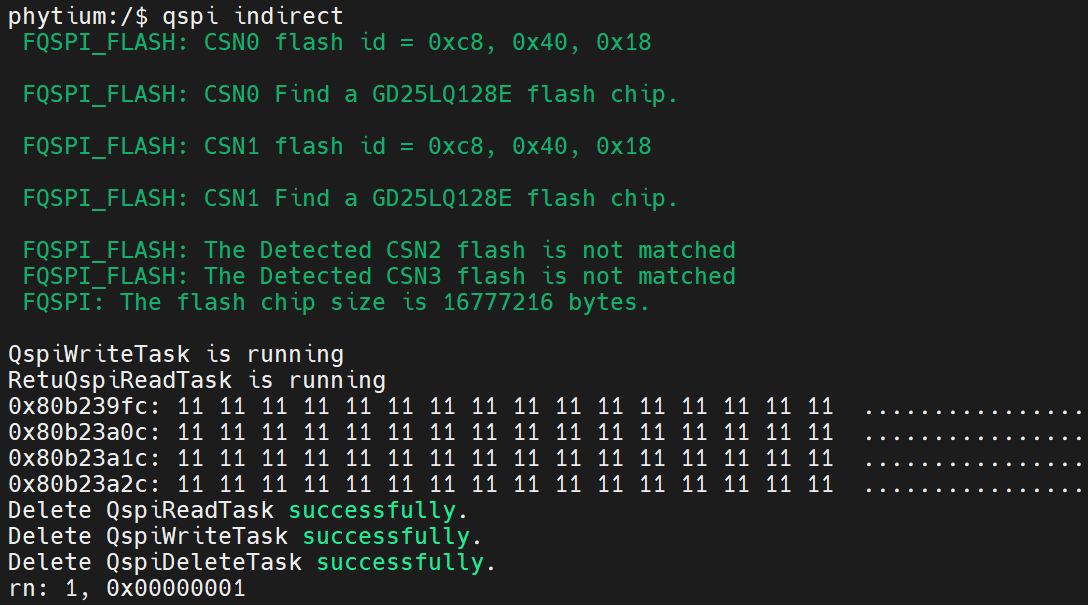 phytium:/$ qspi indirect
FQSPI_FLASH: CSN0 flash id = 0xc8, 0x40, 0x18
FQSPI_FLASH: CSN0 Find a GD25LQ128E flash chip.
FQSPI_FLASH: CSN1 flash id = 0xc8, 0x40, 0x18
FQSPI_FLASH: CSN1 Find a GD25LQ128E flash chip.
FQSPI_FLASH: The Detected CSN2 flash is not matched
FQSPI_FLASH: The Detected CSN3 flash is not matched
FQSPI: The flash chip size is 16777216 bytes.
QspiWriteTask is running
RetuQspiReadTask is running
0x80b239fc: 11 11 11 11 11 11 11 11 11 11 11 11 11 11 11 11 ................
0x80b23a0c: 11 11 11 11 11 11 11 11 11 11 11 11 11 11 11 11 ................
0x80b23a1c: 11 11 11 11 11 11 11 11 11 11 11 11 11 11 11 11 ................
0x80b23a2c: 11 11 11 11 11 11 11 11 11 11 11 11 11 11 11 11 ................
Delete QspiReadTask successfully.
Delete QspiWriteTask successfully.
Delete QspiDeleteTask successfully.
rn: 1, 0x00000001